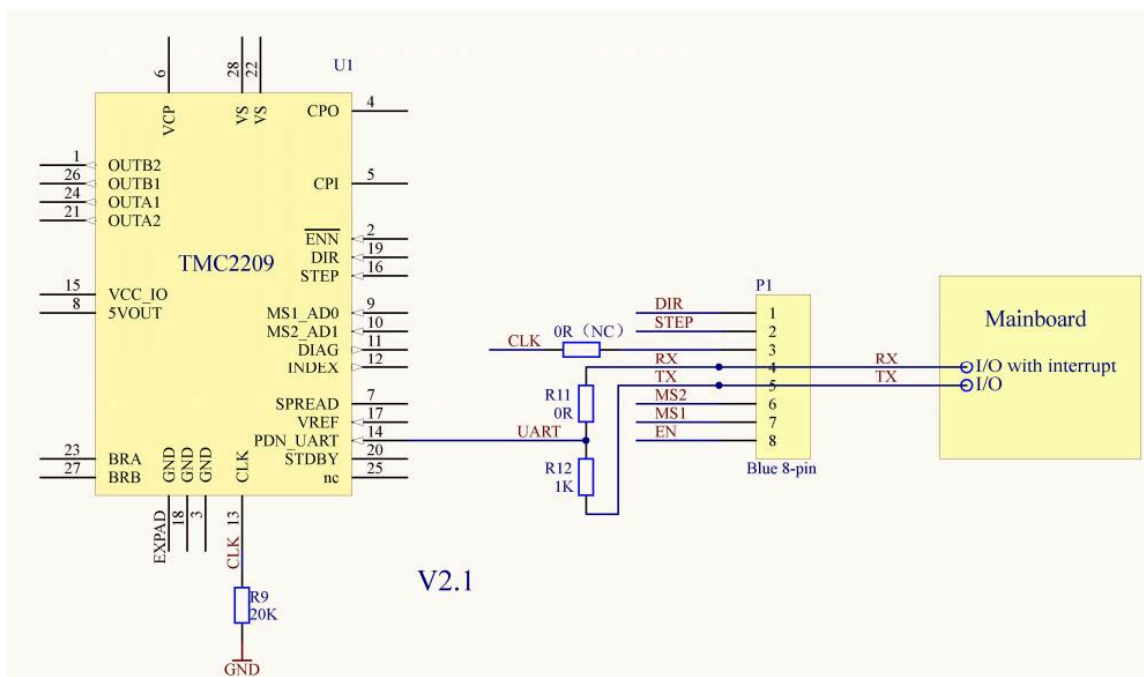 U1
6
28
22
VCP
VS
VS
CPO
4
1
OUTB2
26
OUTB1
24
OUTA1
21
OUTA2
CPI
5
ENN
2
DIR
19
STEP
16
TMC2209
15
VCC_IO
8
5VOUT
MS1_AD0
9
MS2_AD1
10
DIAG
11
INDEX
12
SPREAD
7
VREF
17
PDN_UART
14
STDBY
20
nc
25
23
BRA
27
BRB
GND
GND
GND
CLK
EXPAD
18
3
13
CLK
R9
20K
GND
V2.1
P1
DIR
1
STEP
2
CLK
0R（NC）
3
RX
4
TX
5
MS2
6
MS1
7
EN
8
R11
0R
UART
R12
1K
Blue 8-pin
Mainboard
RX
I/O with interrupt
TX
I/O